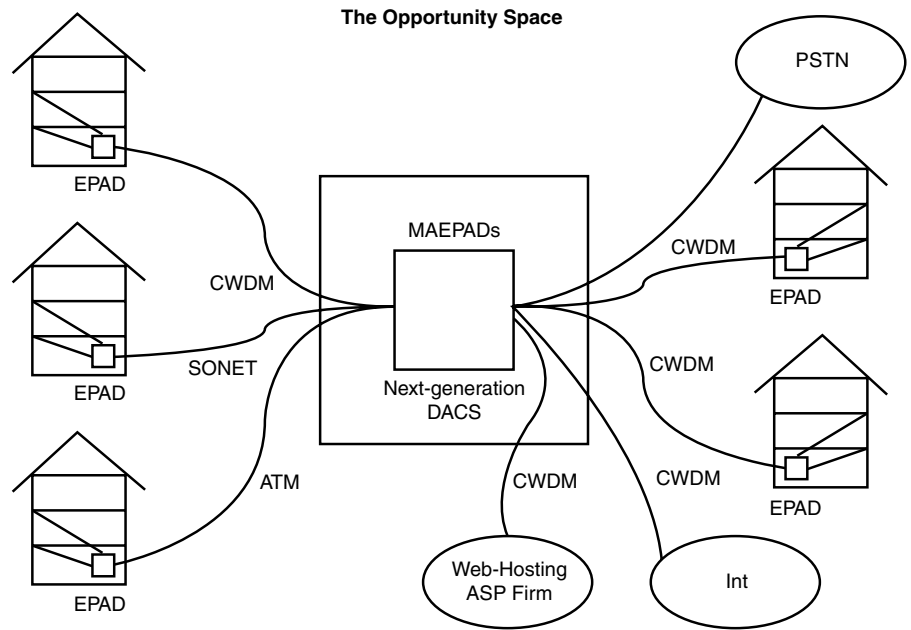 The Opportunity Space
PSTN
EPAD
MAEPADs
CWDM
CWDM
EPAD
SONET
EPAD
CWDM
Next-generation
DACS
ATM
CWDM
CWDM
EPAD
Web-Hosting
ASP Firm
Int
EPAD